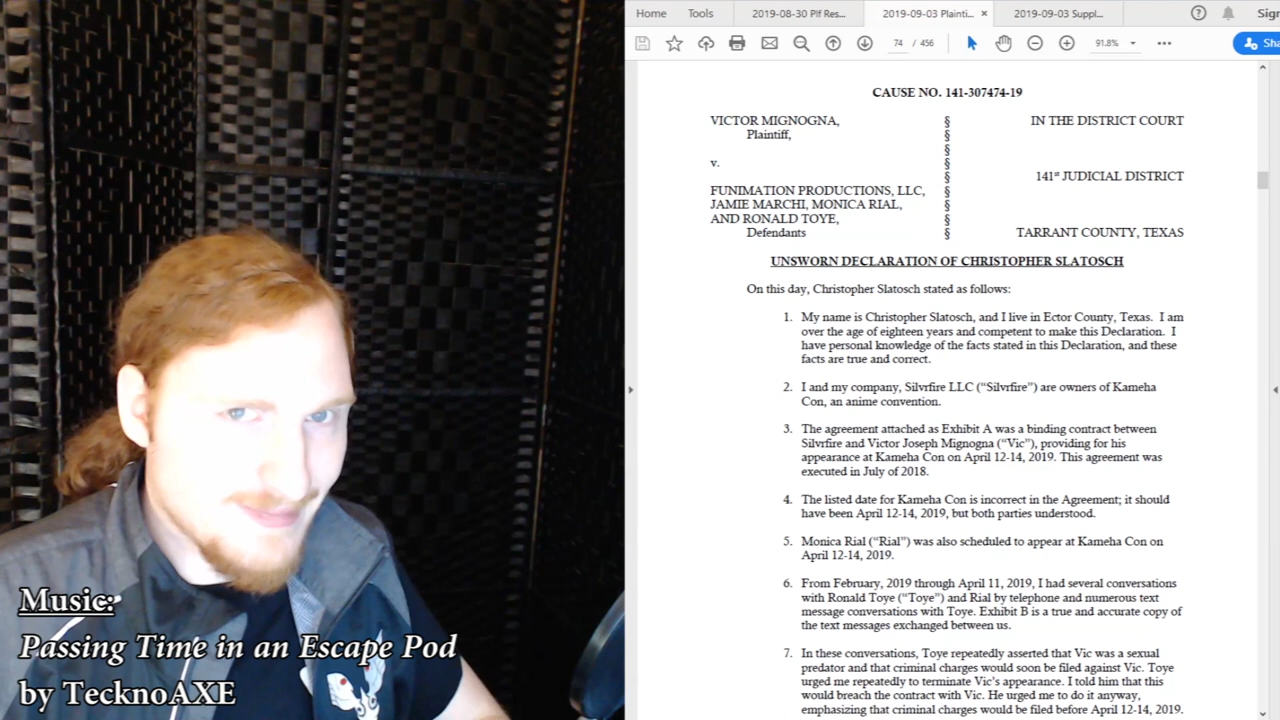 Home Tools 2019-08-30 Plf Res... 2019-09-03 Plainti... × 2019-09-03 Suppl... Sign
74 / 456 91.8% Sha
CAUSE NO. 141-307474-19
VICTOR MIGNOGNA, § IN THE DISTRICT COURT
Plaintiff, §
§
v. §
§ 141st JUDICIAL DISTRICT
FUNIMATION PRODUCTIONS, LLC, §
JAMIE MARCHI, MONICA RIAL, §
AND RONALD TOYE, §
Defendants § TARRANT COUNTY, TEXAS
UNSWORN DECLARATION OF CHRISTOPHER SLATOSCH
On this day, Christopher Slatosch stated as follows:
1. My name is Christopher Slatosch, and I live in Ector County, Texas. I am
over the age of eighteen years and competent to make this Declaration. I
have personal knowledge of the facts stated in this Declaration, and these
facts are true and correct.
2. I and my company, Silvrfire LLC (“Silvrfire”) are owners of Kameha
Con, an anime convention.
3. The agreement attached as Exhibit A was a binding contract between
Silvrfire and Victor Joseph Mignogna (“Vic”), providing for his
appearance at Kameha Con on April 12-14, 2019. This agreement was
executed in July of 2018.
4. The listed date for Kameha Con is incorrect in the Agreement; it should
have been April 12-14, 2019, but both parties understood.
5. Monica Rial (“Rial”) was also scheduled to appear at Kameha Con on
April 12-14, 2019.
6. From February, 2019 through April 11, 2019, I had several conversations
with Ronald Toye (“Toye”) and Rial by telephone and numerous text
message conversations with Toye. Exhibit B is a true and accurate copy of
the text messages exchanged between us.
7. In these conversations, Toye repeatedly asserted that Vic was a sexual
predator and that criminal charges would soon be filed against Vic. Toye
urged me repeatedly to terminate Vic’s appearance. I told him that this
would breach the contract with Vic. He urged me to do it anyway,
emphasizing that criminal charges would be filed before April 12-14, 2019.
Music:
Passing Time in an Escape Pod
by TecknoAXE